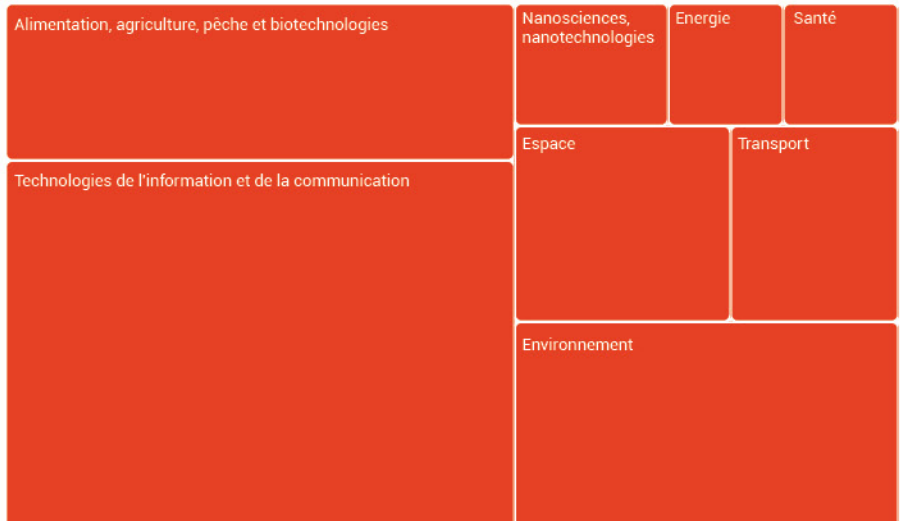 Alimentation, agriculture, pêche et biotechnologies
Technologies de l'information et de la communication
Nanosciences,
nanotechnologies
Energie
Santé
Espace
Transport
Environnement